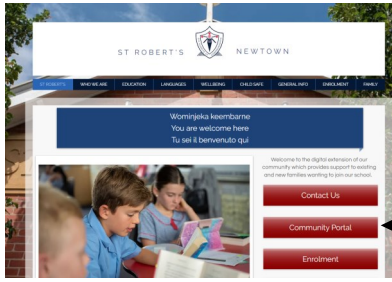 ST ROBERT'S NEWTOWN
ST ROBERT'S WHO WE ARE EDUCATION LANGUAGES WELLBEING CHILD SAFE GENERAL INFO ENROLMENT FAMILY
Wominjeka keembarne
You are welcome here
Tu sei il benvenuto qui
Welcome to the digital extension of our
community which provides support to existing
and new families wanting to join our school.
Contact Us
Community Portal
Enrolment